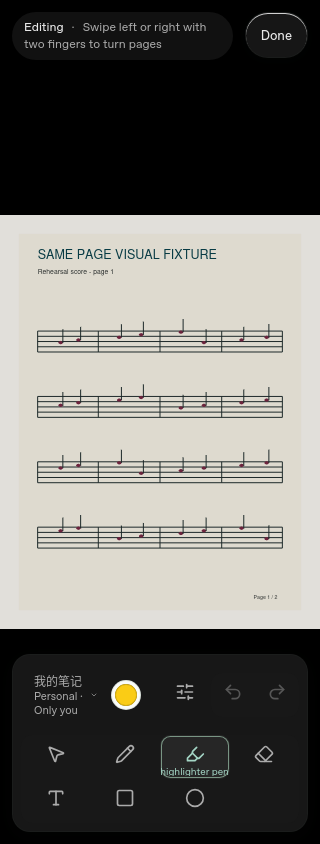 Editing · Swipe left or right with
two fingers to turn pages
Done
SAME PAGE VISUAL FIXTURE
Rehearsal score - page 1
Page 1 / 2
我的笔记
Personal ·
Only you
highlighter pen